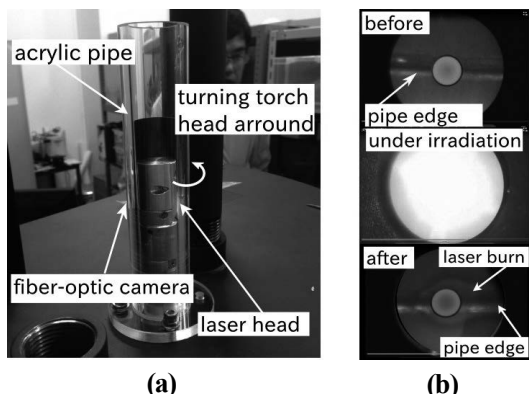 acrylic pipe
turning torch
head arround
fiber-optic camera
laser head
(a)
before
pipe edge
under irradiation
after
laser burn
pipe edge
(b)